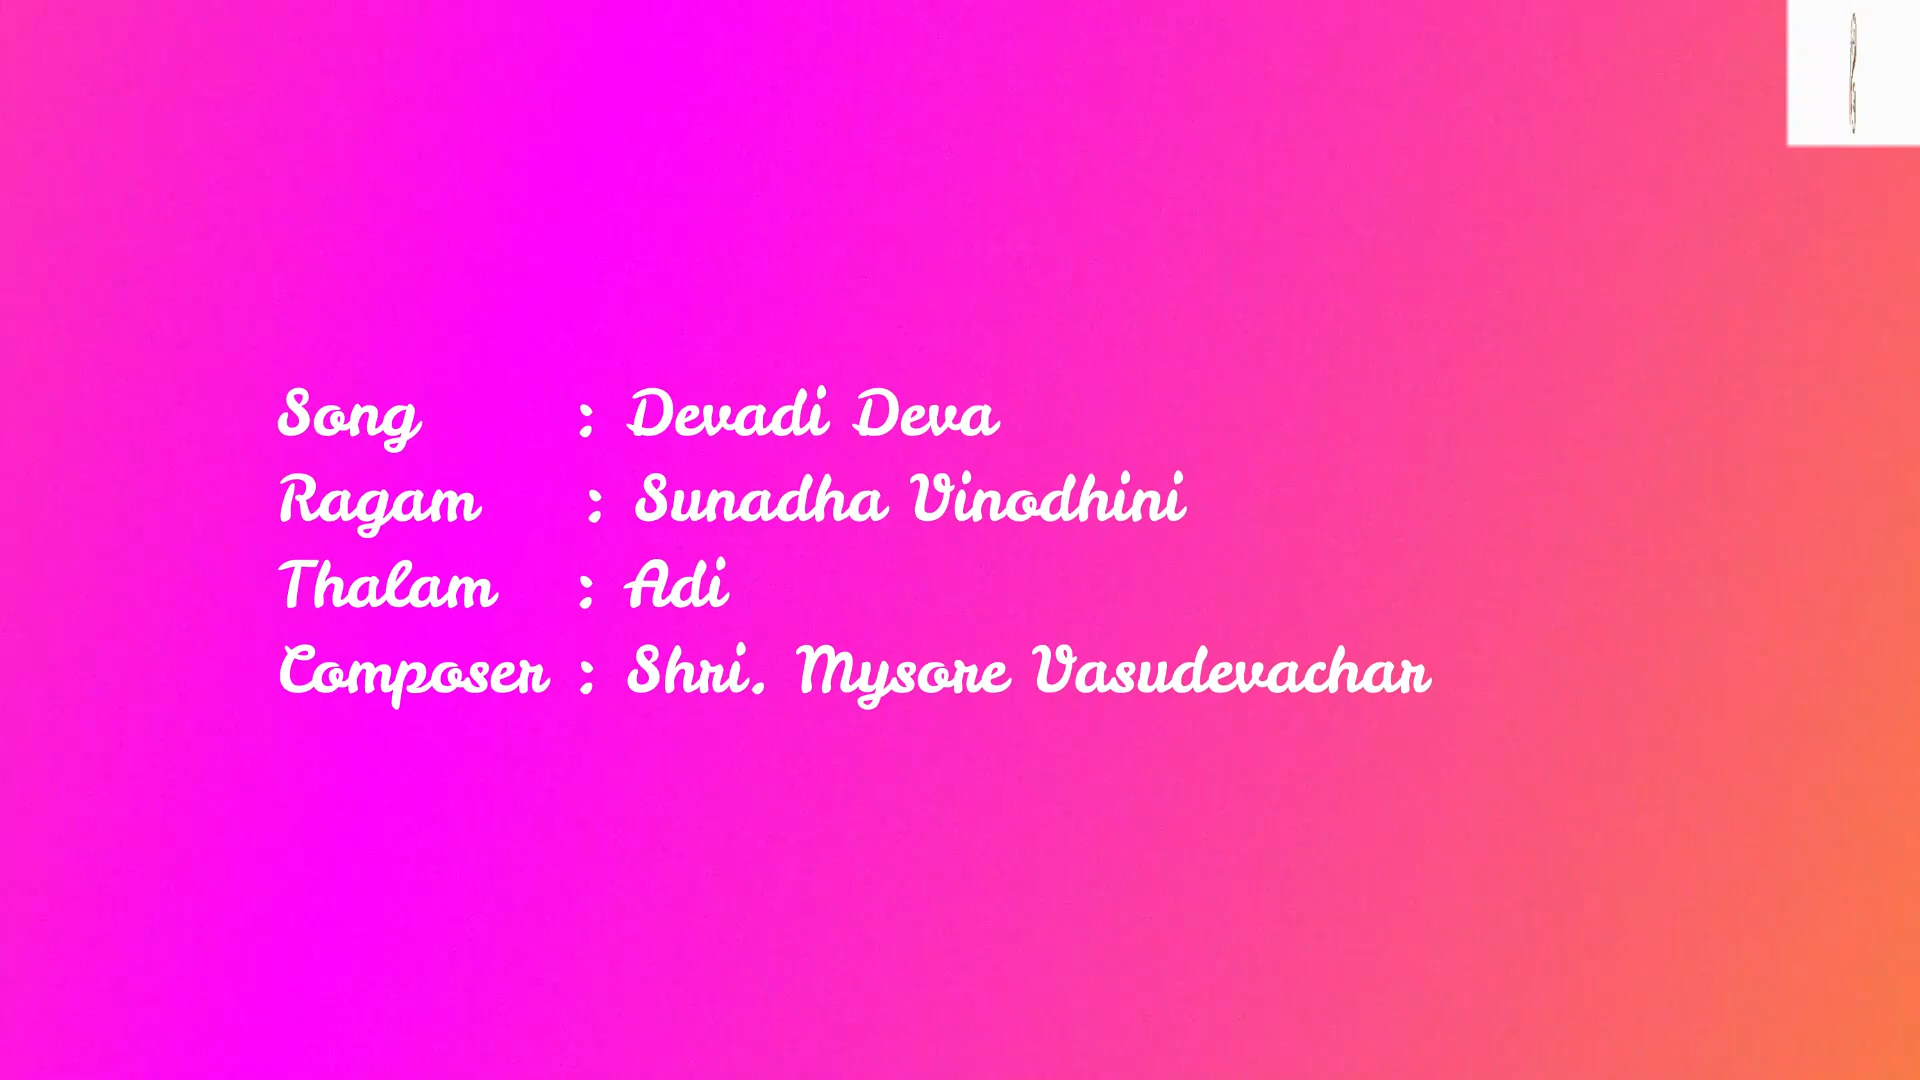 Song : Devadi Deva
Ragam : Sunadha Vinodhini
Thalam : Adi
Composer : Shri. Mysore Vasudevachar